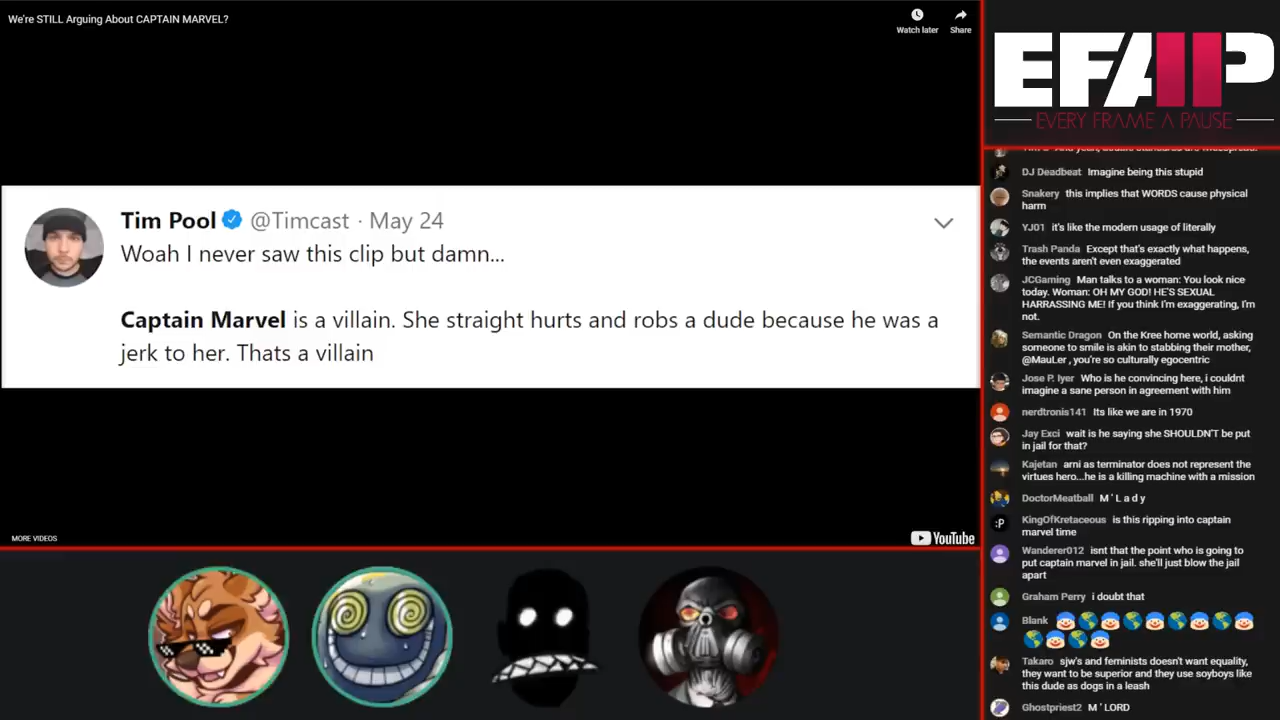 We're STILL Arguing About CAPTAIN MARVEL?
Watch later
Share
Tim Pool @Timcast · May 24
Woah I never saw this clip but damn...
Captain Marvel is a villain. She straight hurts and robs a dude because he was a
jerk to her. Thats a villain
MORE VIDEOS
YouTube
EFAP
EVERY FRAME A PAUSE
DJ Deadbeat Imagine being this stupid
Snakery this implies that WORDS cause physical
harm
YJ01 it's like the modern usage of literally
Trash Panda Except that's exactly what happens,
the events aren't even exaggerated
JCGaming Man talks to a woman: You look nice
today. Woman: OH MY GOD! HE'S SEXUAL
HARRASSING ME! If you think I'm exaggerating, I'm
not.
Semantic Dragon On the Kree home world, asking
someone to smile is akin to stabbing their mother,
@MauLer , you're so culturally egocentric
Jose P. Iyer Who is he convincing here, i couldnt
imagine a sane person in agreement with him
nerdtronis141 Its like we are in 1970
Jay Exci wait is he saying she SHOULDN'T be put
in jail for that?
Kajetan arni as terminator does not represent the
virtues hero...he is a killing machine with a mission
DoctorMeatball M ' L a d y
:P
KingOfKretaceous is this ripping into captain
marvel time
Wanderer012 isnt that the point who is going to
put captain marvel in jail. she'll just blow the jail
apart
Graham Perry i doubt that
Blank
Takaro sjw's and feminists doesn't want equality,
they want to be superior and they use soyboys like
this dude as dogs in a leash
Ghostpriest2 M ' LORD